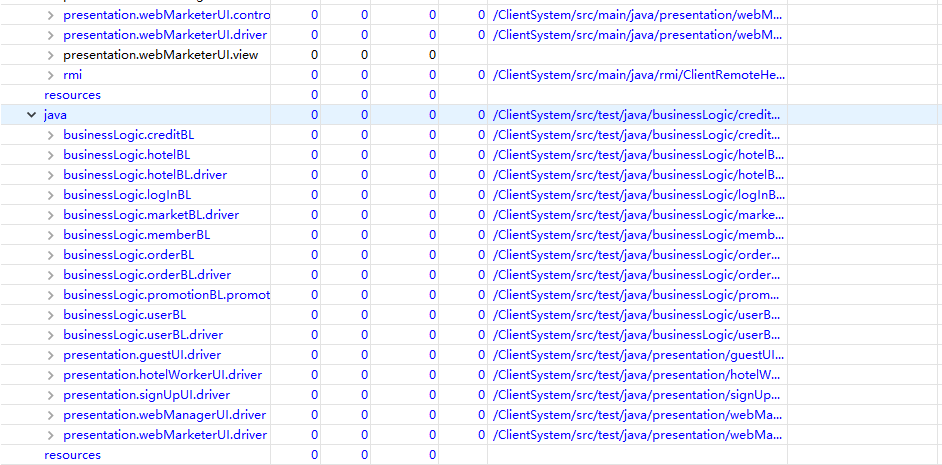 presentation.webMarketerUI.contro 0 0 0 0 /ClientSystem/src/main/java/presentation/webM...
presentation.webMarketerUI.driver 0 0 0 0 /ClientSystem/src/main/java/presentation/webM...
presentation.webMarketerUI.view 0 0 0
rmi 0 0 0 0 /ClientSystem/src/main/java/rmi/ClientRemoteHe...
resources 0 0 0
java 0 0 0 0 /ClientSystem/src/test/java/businessLogic/credit...
businessLogic.creditBL 0 0 0 0 /ClientSystem/src/test/java/businessLogic/credit...
businessLogic.hotelBL 0 0 0 0 /ClientSystem/src/test/java/businessLogic/hotelB...
businessLogic.hotelBL.driver 0 0 0 0 /ClientSystem/src/test/java/businessLogic/hotelB...
businessLogic.logInBL 0 0 0 0 /ClientSystem/src/test/java/businessLogic/logInB...
businessLogic.marketBL.driver 0 0 0 0 /ClientSystem/src/test/java/businessLogic/marke...
businessLogic.memberBL 0 0 0 0 /ClientSystem/src/test/java/businessLogic/memb...
businessLogic.orderBL 0 0 0 0 /ClientSystem/src/test/java/businessLogic/order...
businessLogic.orderBL.driver 0 0 0 0 /ClientSystem/src/test/java/businessLogic/order...
businessLogic.promotionBL.promot 0 0 0 0 /ClientSystem/src/test/java/businessLogic/prom...
businessLogic.userBL 0 0 0 0 /ClientSystem/src/test/java/businessLogic/userB...
businessLogic.userBL.driver 0 0 0 0 /ClientSystem/src/test/java/businessLogic/userB...
presentation.guestUI.driver 0 0 0 0 /ClientSystem/src/test/java/presentation/guestUI...
presentation.hotelWorkerUI.driver 0 0 0 0 /ClientSystem/src/test/java/presentation/hotelW...
presentation.signUpUI.driver 0 0 0 0 /ClientSystem/src/test/java/presentation/signUp...
presentation.webManagerUI.driver 0 0 0 0 /ClientSystem/src/test/java/presentation/webMa...
presentation.webMarketerUI.driver 0 0 0 0 /ClientSystem/src/test/java/presentation/webMa...
resources 0 0 0